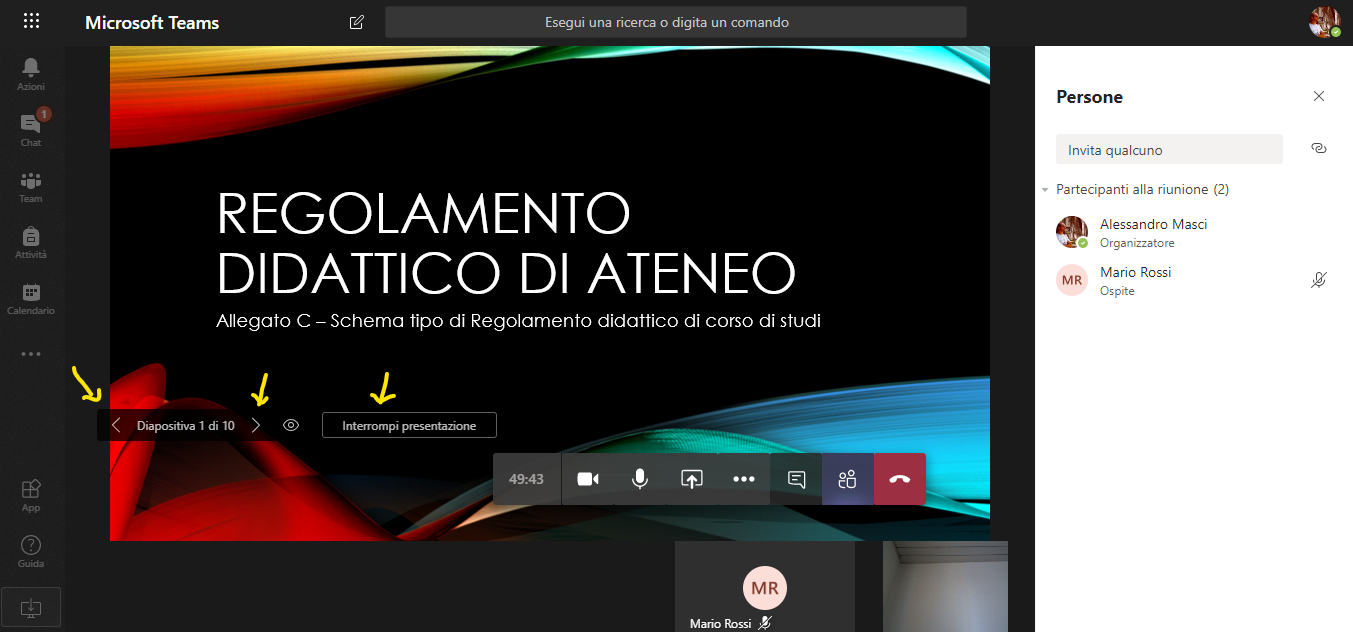 Microsoft Teams
Esegui una ricerca o digita un comando
Azioni
1
Chat
Team
Attività
Calendario
App
Guida
REGOLAMENTO
DIDATTICO DI ATENEO
Allegato C – Schema tipo di Regolamento didattico di corso di studi
Diapositiva 1 di 10
Interrompi presentazione
49:43
MR
Mario Rossi
Persone
Invita qualcuno
Partecipanti alla riunione (2)
Alessandro Masci
Organizzatore
MR
Mario Rossi
Ospite